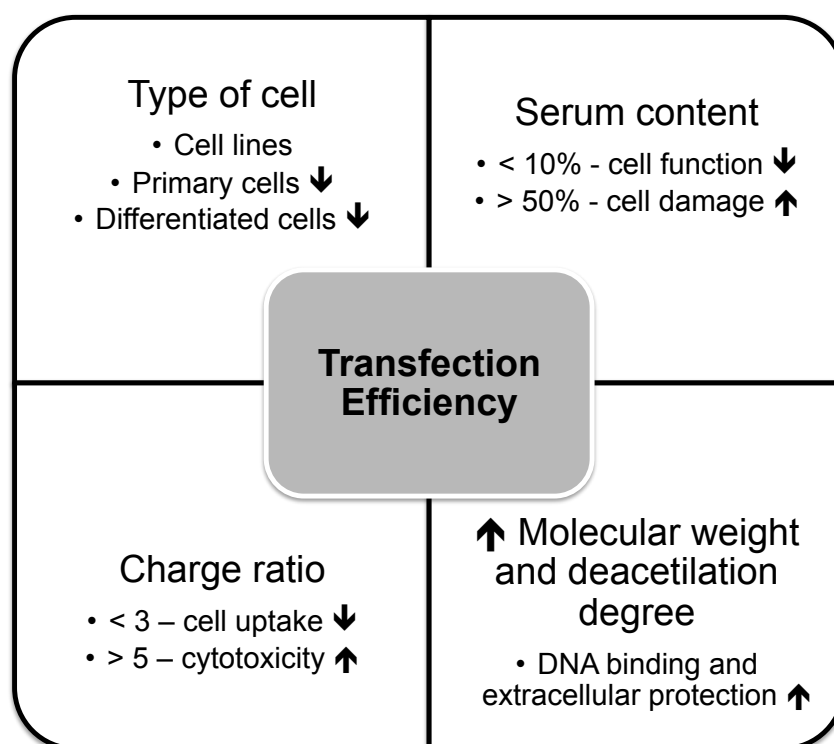 Type of cell
• Cell lines
• Primary cells 🡫
• Differentiated cells 🡫
Serum content
• < 10% - cell function 🡫
• > 50% - cell damage 🡩
Transfection
Efficiency
Charge ratio
• < 3 – cell uptake 🡫
• > 5 – cytotoxicity 🡩
🡩 Molecular weight
and deacetilation
degree
• DNA binding and
extracellular protection 🡩